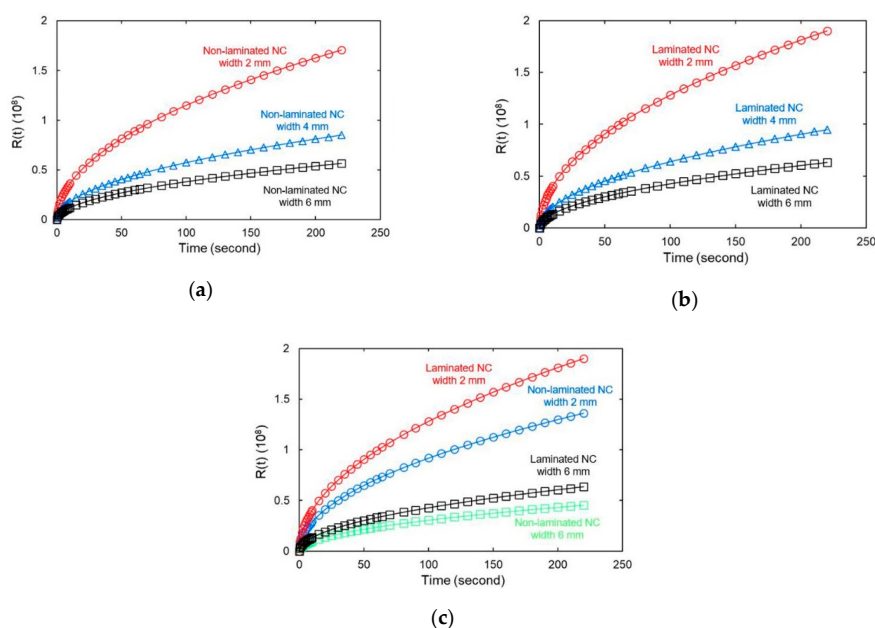 2
1.5
1
0.5
0
R(t) (10⁸)
Non-laminated NC
width 2 mm
Non-laminated NC
width 4 mm
Non-laminated NC
width 6 mm
0 50 100 150 200 250
Time (second)
(a)
2
1.5
1
0.5
0
R(t) (10⁸)
Laminated NC
width 2 mm
Laminated NC
width 4 mm
Laminated NC
width 6 mm
0 50 100 150 200 250
Time (second)
(b)
2
1.5
1
0.5
0
R(t) (10⁸)
Laminated NC
width 2 mm
Non-laminated NC
width 2 mm
Laminated NC
width 6 mm
Non-laminated NC
width 6 mm
0 50 100 150 200 250
Time (second)
(c)